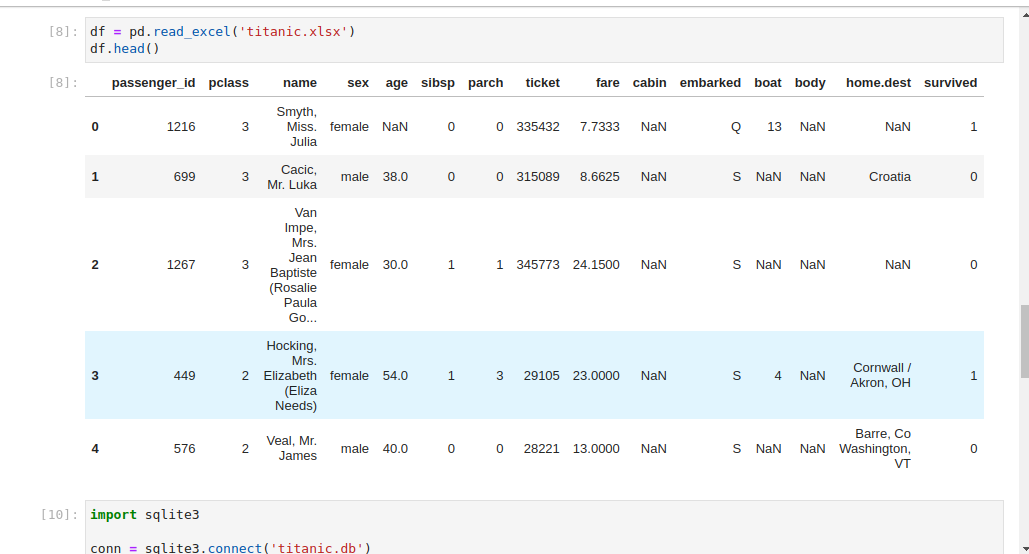 [8]: df = pd.read_excel('titanic.xlsx')
df.head()
[8]: passenger_id pclass name sex age sibsp parch ticket fare cabin embarked boat body home.dest survived
0 1216 3 Smyth, Miss. Julia female NaN 0 0 335432 7.7333 NaN Q 13 NaN NaN 1
1 699 3 Cacic, Mr. Luka male 38.0 0 0 315089 8.6625 NaN S NaN NaN Croatia 0
2 1267 3 Van Impe, Mrs. Jean Baptiste (Rosalie Paula Go... female 30.0 1 1 345773 24.1500 NaN S NaN NaN NaN 0
3 449 2 Hocking, Mrs. Elizabeth (Eliza Needs) female 54.0 1 3 29105 23.0000 NaN S 4 NaN Cornwall / Akron, OH 1
4 576 2 Veal, Mr. James male 40.0 0 0 28221 13.0000 NaN S NaN NaN Barre, Co Washington, VT 0
[10]: import sqlite3
conn = sqlite3.connect('titanic.db')